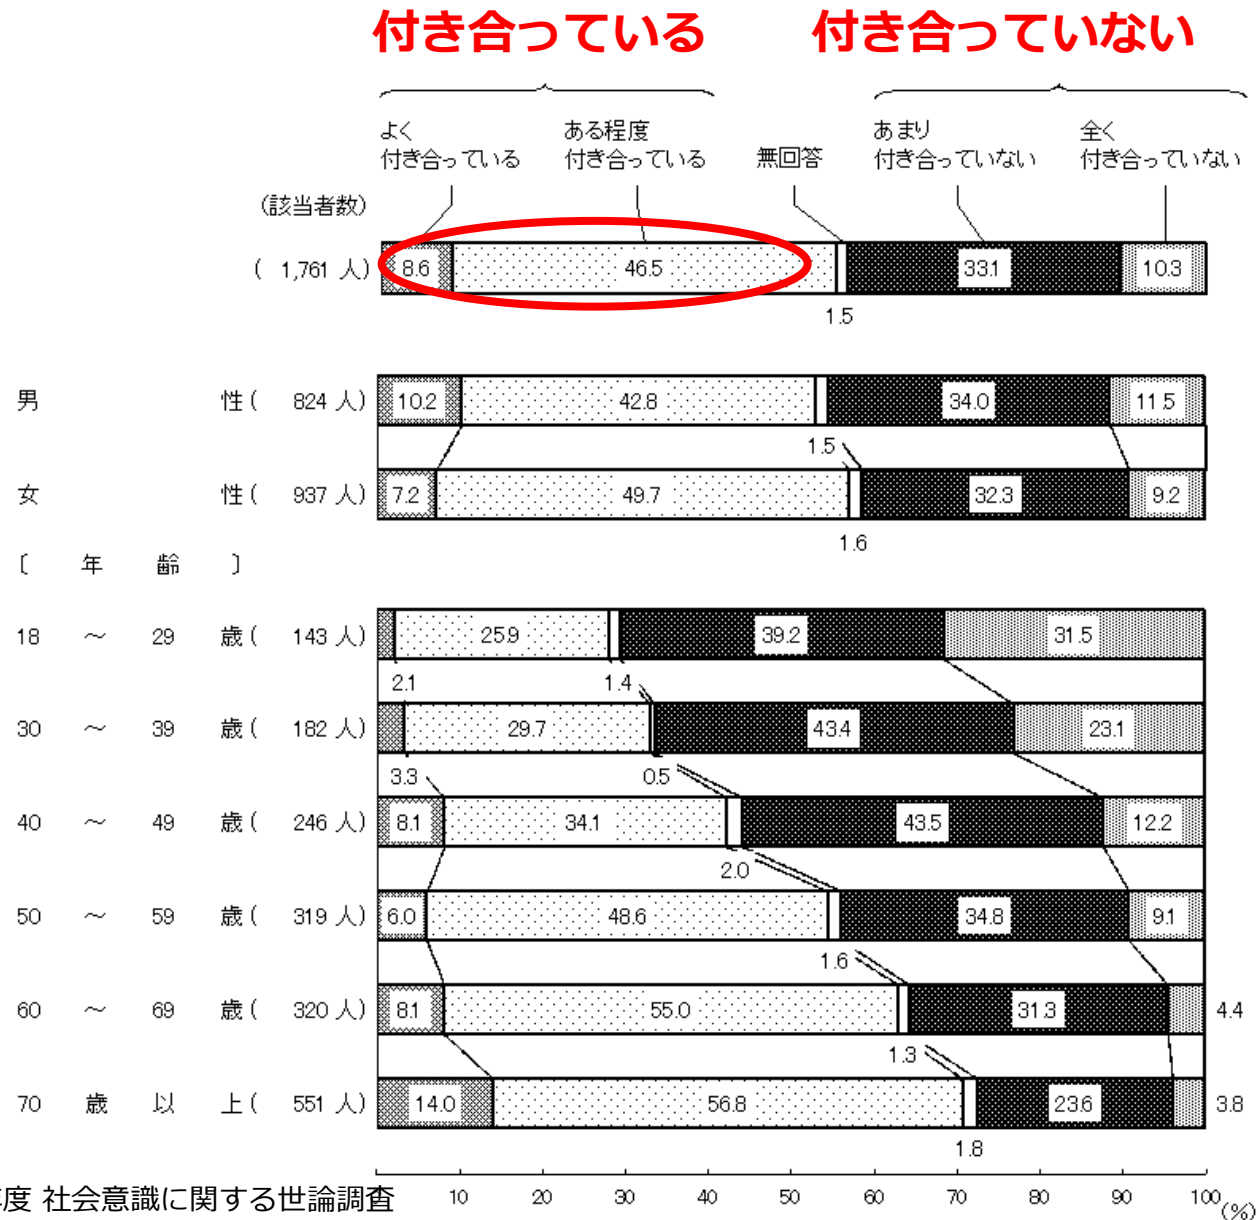 付き合っている 付き合っていない
よく ある程度 あまり 全く
付き合っている 付き合っている 無回答 付き合っていない 付き合っていない
(該当者数)
( 1,761 人) 8.6 46.5 33.1 10.3
1.5
男 性( 824 人) 10.2 42.8 34.0 11.5
1.5
女 性( 937 人) 7.2 49.7 32.3 9.2
1.6
〔 年 齢 〕
18 ～ 29 歳( 143 人) 25.9 39.2 31.5
2.1 1.4
30 ～ 39 歳( 182 人) 29.7 43.4 23.1
3.3 0.5
40 ～ 49 歳( 246 人) 8.1 34.1 43.5 12.2
2.0
50 ～ 59 歳( 319 人) 6.0 48.6 34.8 9.1
1.6
60 ～ 69 歳( 320 人) 8.1 55.0 31.3 4.4
1.3
70 歳 以 上( 551 人) 14.0 56.8 23.6 3.8
1.8
度 社会意識に関する世論調査 10 20 30 40 50 60 70 80 90 100
(%)